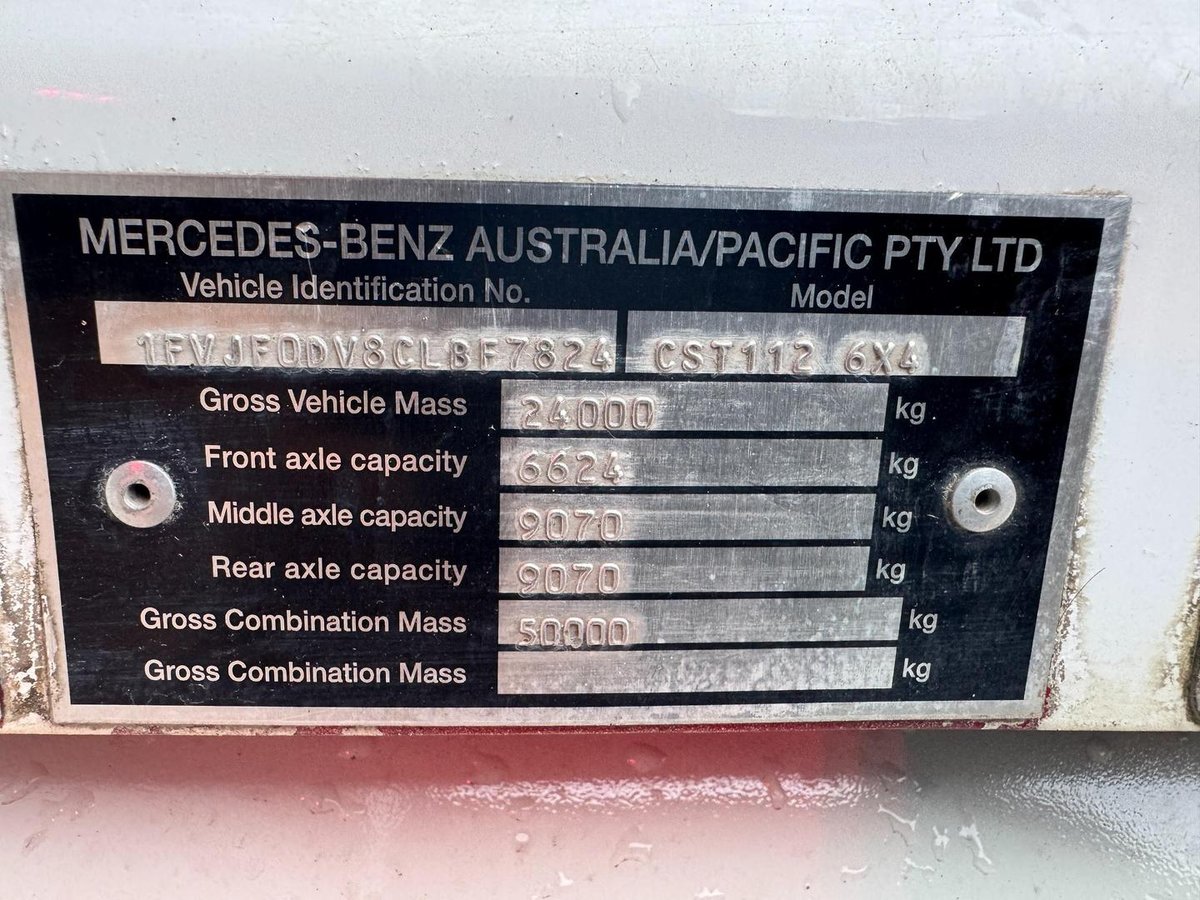 MERCEDES-BENZ AUSTRALIA/PACIFIC PTY LTD
Vehicle Identification No. Model
1FVJF0DV8CLBF7824 CST112 6X4
Gross Vehicle Mass 24000 kg
Front axle capacity 6624 kg
Middle axle capacity 9070 kg
Rear axle capacity 9070 kg
Gross Combination Mass 50000 kg
Gross Combination Mass kg